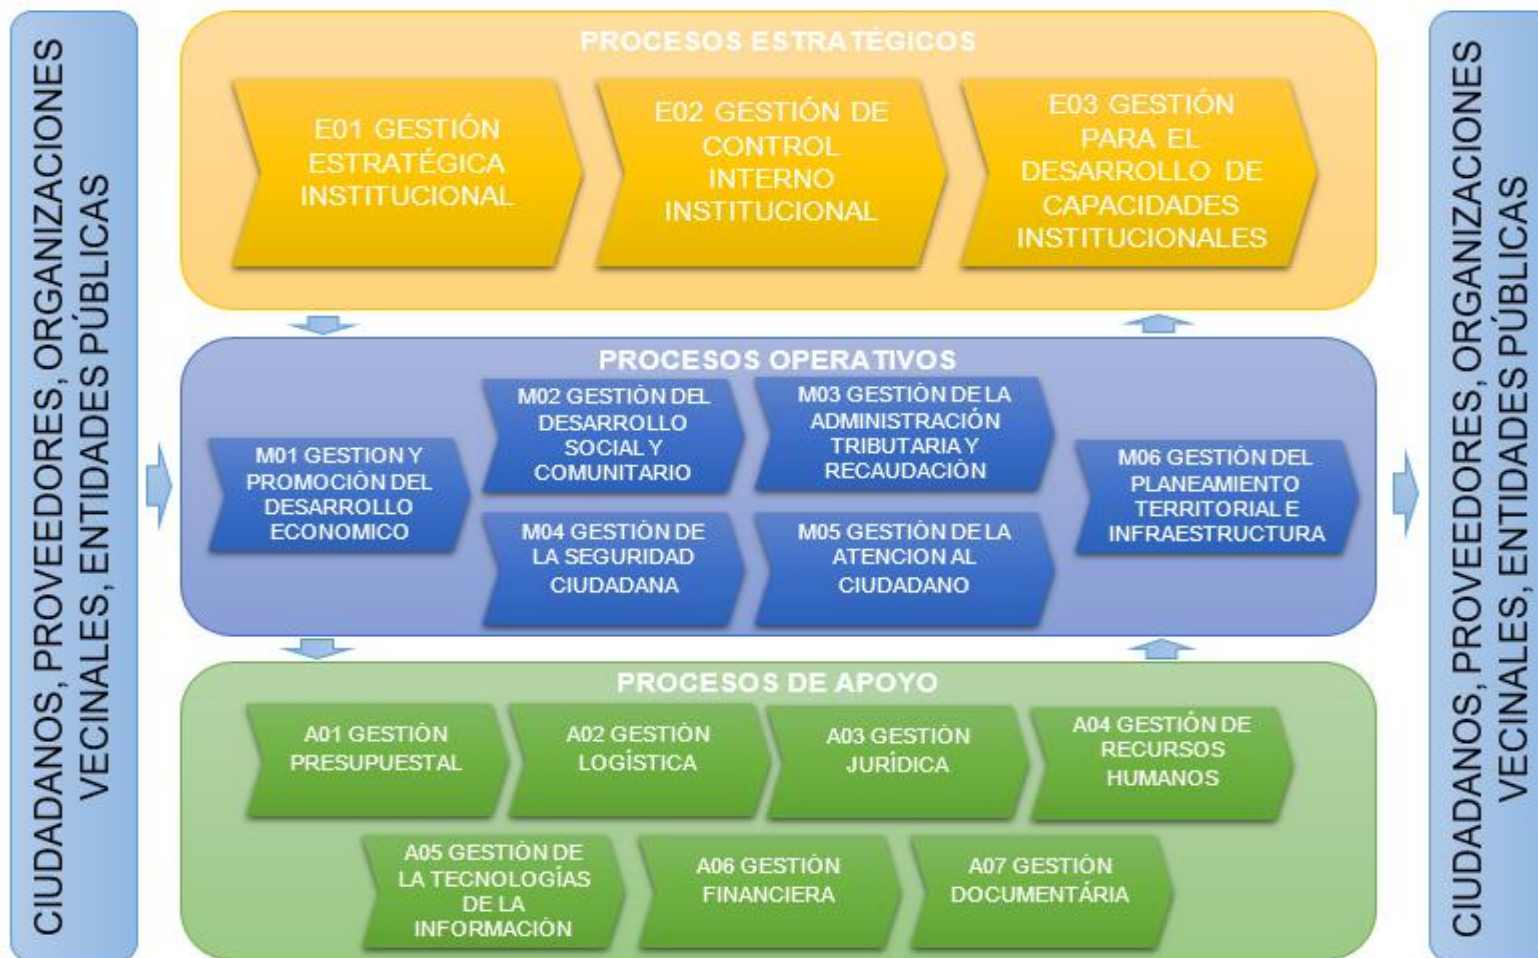 CIUDADANOS, PROVEEDORES, ORGANIZACIONES
VECINALES, ENTIDADES PÚBLICAS
PROCESOS ESTRATÉGICOS
E01 GESTIÓN
ESTRATÉGICA
INSTITUCIONAL
E02 GESTIÓN DE
CONTROL
INTERNO
INSTITUCIONAL
E03 GESTIÓN
PARA EL
DESARROLLO DE
CAPACIDADES
INSTITUCIONALES
PROCESOS OPERATIVOS
M01 GESTION Y
PROMOCIÓN DEL
DESARROLLO
ECONOMICO
M02 GESTIÓN DEL
DESARROLLO
SOCIAL Y
COMUNITARIO
M03 GESTIÓN DE LA
ADMINISTRACIÓN
TRIBUTARIA Y
RECAUDACIÓN
M04 GESTIÓN DE
LA SEGURIDAD
CIUDADANA
M05 GESTIÓN DE LA
ATENCION AL
CIUDADANO
M06 GESTIÓN DEL
PLANEAMIENTO
TERRITORIAL E
INFRAESTRUCTURA
PROCESOS DE APOYO
A01 GESTIÓN
PRESUPUESTAL
A02 GESTIÓN
LOGÍSTICA
A03 GESTIÓN
JURÍDICA
A04 GESTIÓN DE
RECURSOS
HUMANOS
A05 GESTIÓN DE
LA TECNOLOGÍAS
DE LA
INFORMACIÓN
A06 GESTIÓN
FINANCIERA
A07 GESTIÓN
DOCUMENTÁRIA
CIUDADANOS, PROVEEDORES, ORGANIZACIONES
VECINALES, ENTIDADES PÚBLICAS